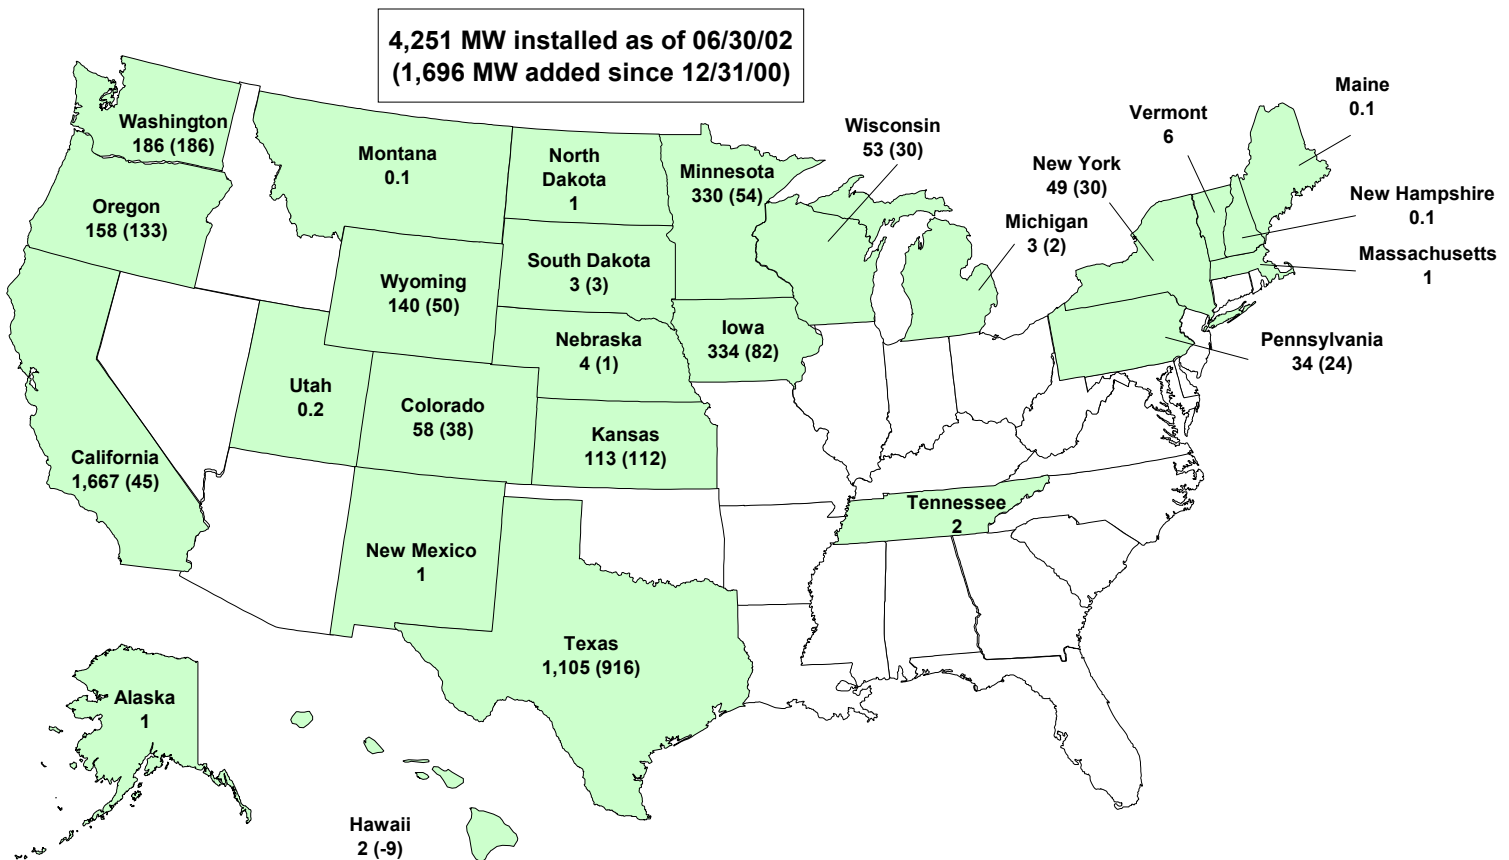 4,251 MW installed as of 06/30/02
(1,696 MW added since 12/31/00)
Washington
186 (186)
Oregon
158 (133)
California
1,667 (45)
Montana
0.1
Wyoming
140 (50)
Utah
0.2
Colorado
58 (38)
New Mexico
1
North
Dakota
1
South Dakota
3 (3)
Nebraska
4 (1)
Kansas
113 (112)
Texas
1,105 (916)
Minnesota
330 (54)
Iowa
334 (82)
Wisconsin
53 (30)
Michigan
3 (2)
New York
49 (30)
Vermont
6
Maine
0.1
New Hampshire
0.1
Massachusetts
1
Pennsylvania
34 (24)
Tennessee
2
Alaska
1
Hawaii
2 (-9)